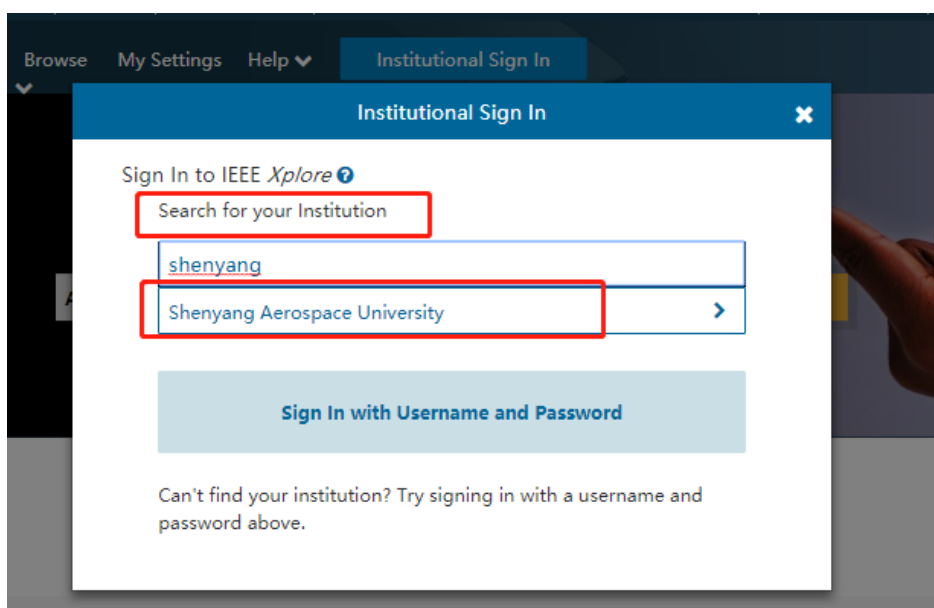 Browse My Settings Help Institutional Sign In
Institutional Sign In
Sign In to IEEE Xplore
Search for your Institution
shenyang
Shenyang Aerospace University
Sign In with Username and Password
Can't find your institution? Try signing in with a username and
password above.